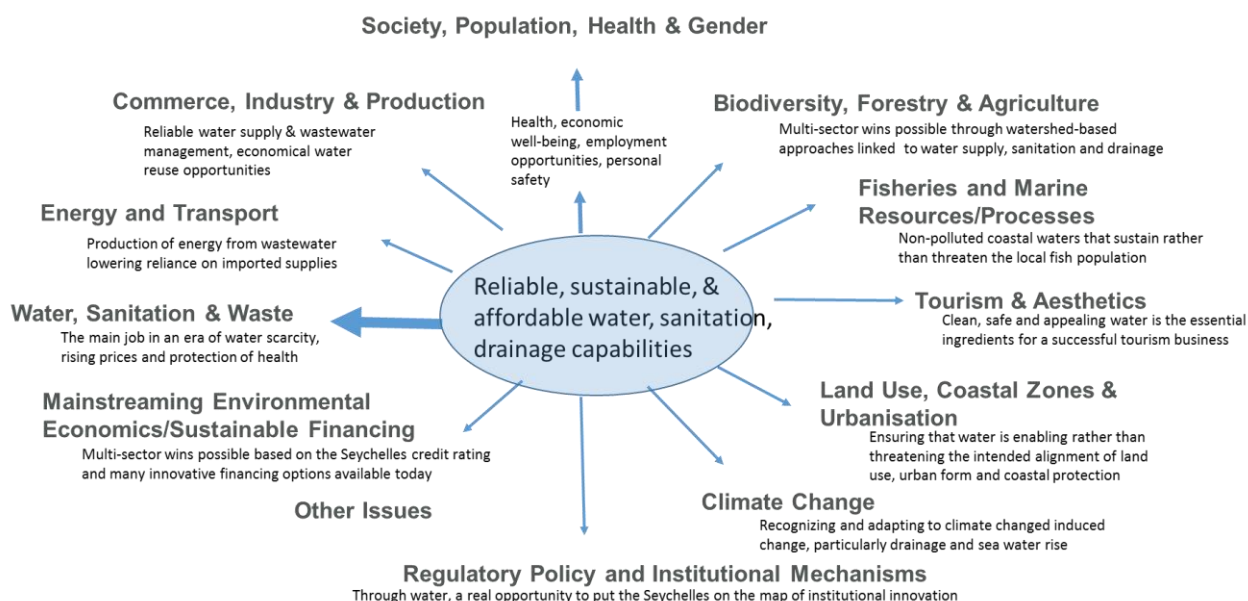 Society, Population, Health & Gender
Commerce, Industry & Production
Reliable water supply & wastewater
management, economical water
reuse opportunities
Health, economic
well-being, employment
opportunities, personal
safety
Biodiversity, Forestry & Agriculture
Multi-sector wins possible through watershed-based
approaches linked to water supply, sanitation and drainage
Energy and Transport
Production of energy from wastewater
lowering reliance on imported supplies
Fisheries and Marine
Resources/Processes
Non-polluted coastal waters that sustain rather
than threaten the local fish population
Water, Sanitation & Waste
The main job in an era of water scarcity,
rising prices and protection of health
Reliable, sustainable, &
affordable water, sanitation,
drainage capabilities
Tourism & Aesthetics
Clean, safe and appealing water is the essential
ingredients for a successful tourism business
Mainstreaming Environmental
Economics/Sustainable Financing
Multi-sector wins possible based on the Seychelles credit rating
and many innovative financing options available today
Land Use, Coastal Zones &
Urbanisation
Ensuring that water is enabling rather than
threatening the intended alignment of land
use, urban form and coastal protection
Other Issues
Climate Change
Recognizing and adapting to climate changed induced
change, particularly drainage and sea water rise
Regulatory Policy and Institutional Mechanisms
Through water, a real opportunity to put the Seychelles on the map of institutional innovation